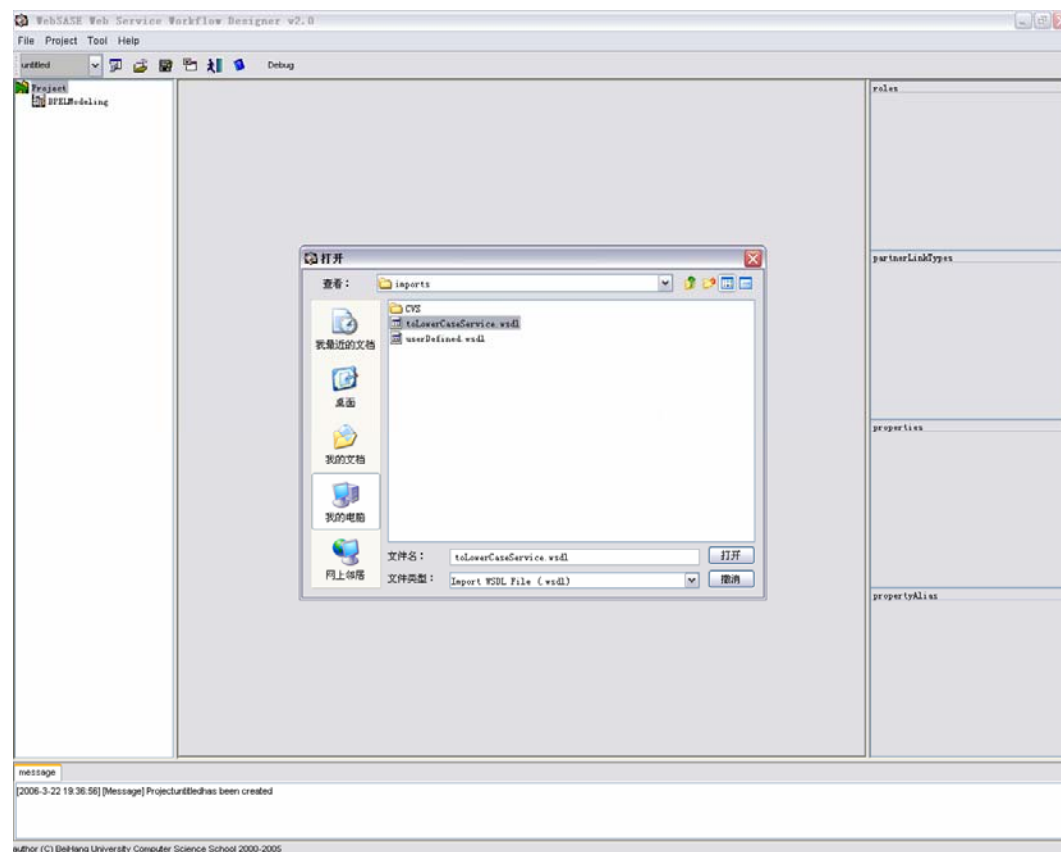 WebSASE Web Service Workflow Designer v2.0
File Project Tool Help
untitled Debug
Project
BPELModeling
roles
partnerLinkTypes
properties
propertyAlias
打开
查看：
imports
CVS
toLowerCaseService.wsdl
userDefined.wsdl
我最近的文档
桌面
我的文档
我的电脑
网上邻居
文件名：
toLowerCaseService.wsdl
打开
文件类型：
Import WSDL File (.wsdl)
撤消
message
[2006-3-22 19:36:56] [Message] Projectuntitledhas been created
author (C) BeiHang University Computer Science School 2000-2005